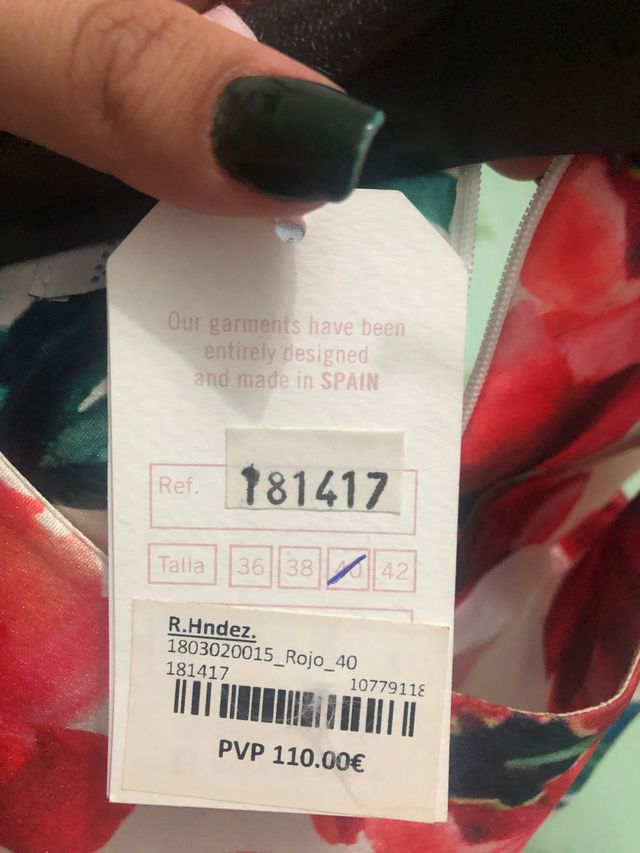 Our garments have been
entirely designed
and made in SPAIN
Ref. 181417
Talla 36 38 40 42
R.Hndez.
1803020015_Rojo_40
181417 10779118
PVP 110.00€